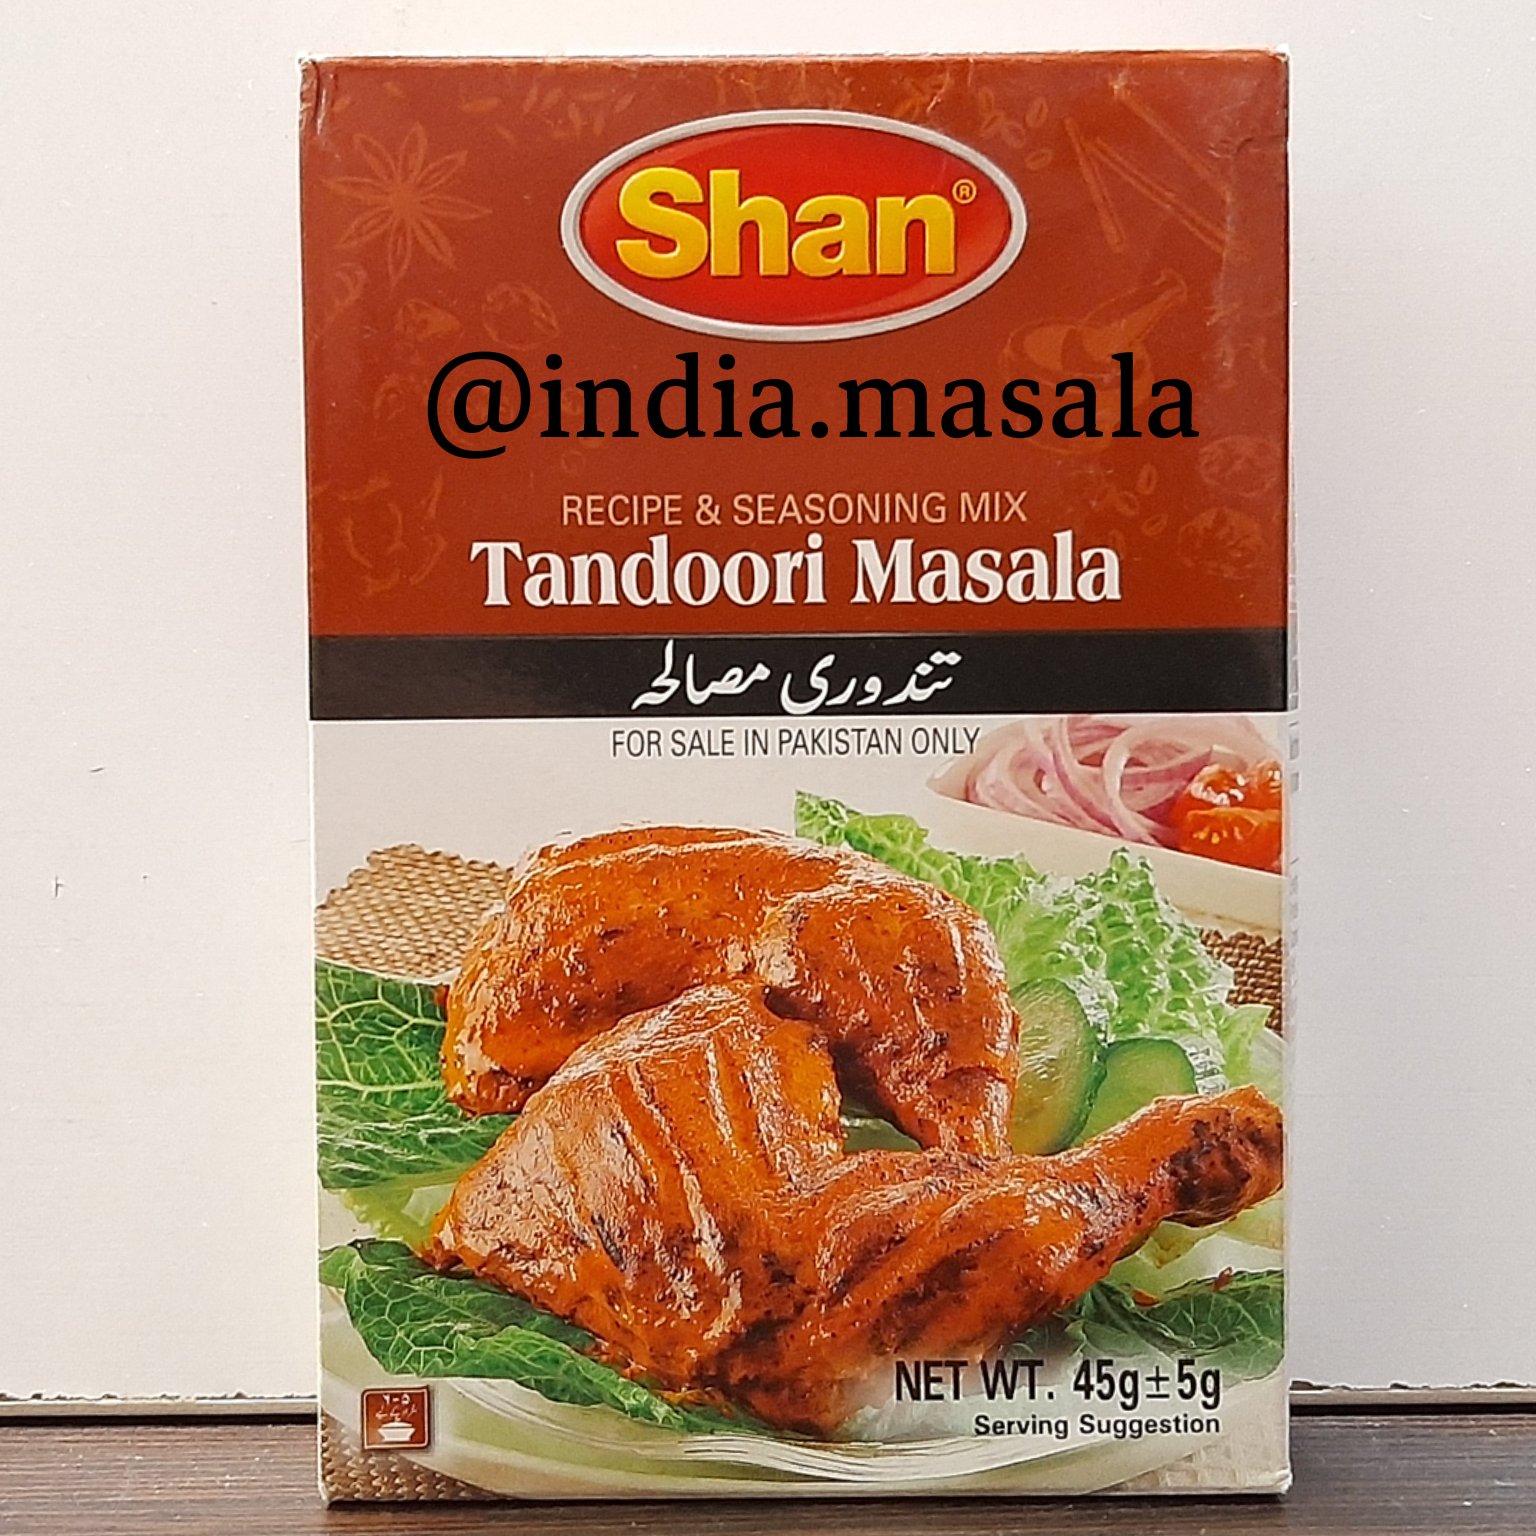 Shan®
@india.masala
RECIPE & SEASONING MIX
Tandoori Masala
تندوری مصالحہ
FOR SALE IN PAKISTAN ONLY
NET WT. 45g±5g
Serving Suggestion